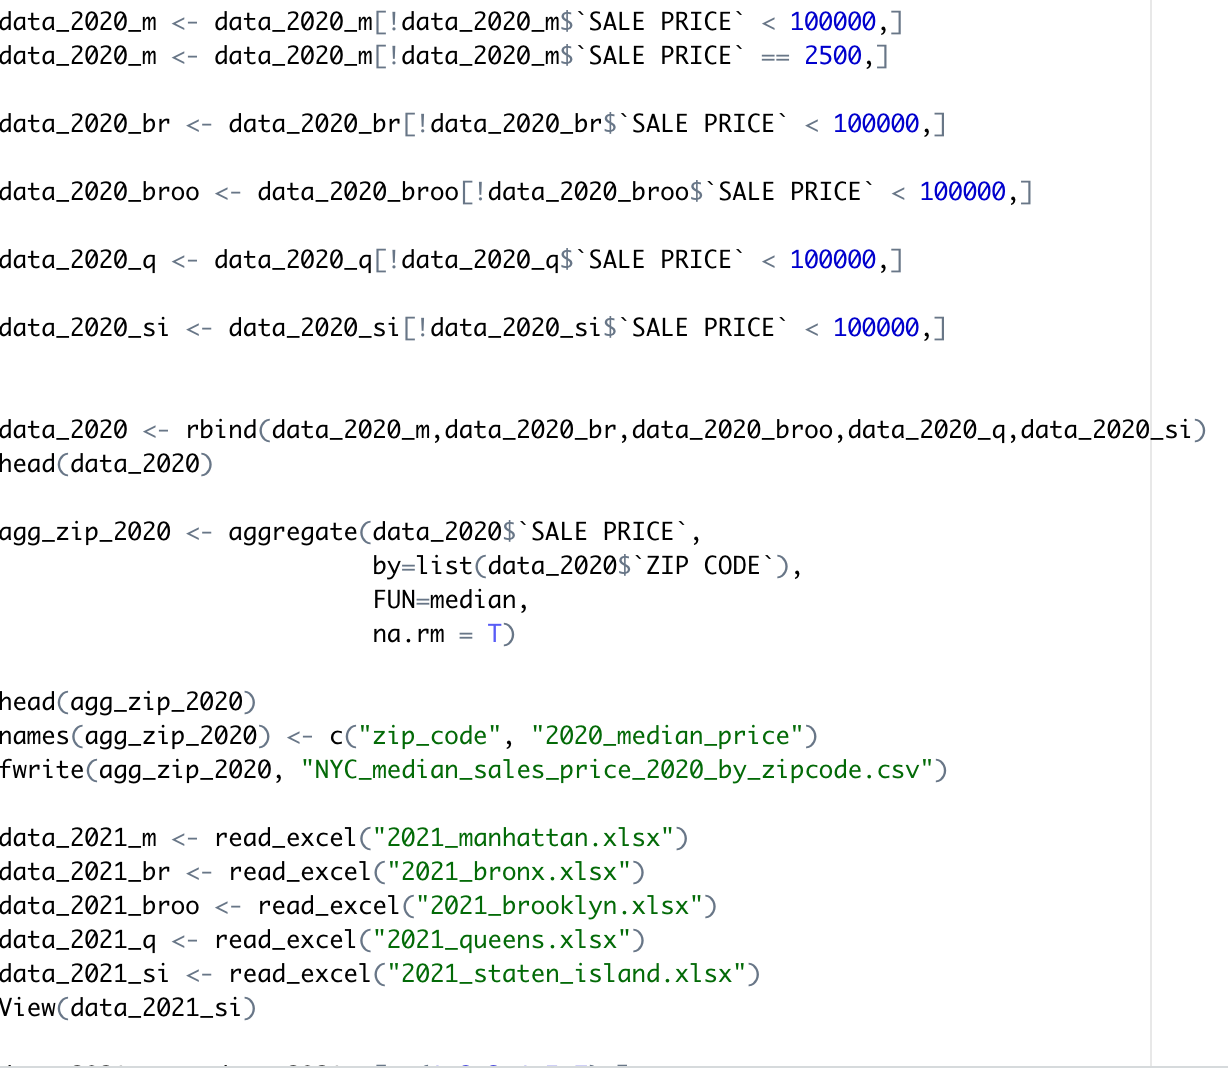 data_2020_m <- data_2020_m[!data_2020_m$`SALE PRICE` < 100000,]
data_2020_m <- data_2020_m[!data_2020_m$`SALE PRICE` == 2500,]
data_2020_br <- data_2020_br[!data_2020_br$`SALE PRICE` < 100000,]
data_2020_broo <- data_2020_broo[!data_2020_broo$`SALE PRICE` < 100000,]
data_2020_q <- data_2020_q[!data_2020_q$`SALE PRICE` < 100000,]
data_2020_si <- data_2020_si[!data_2020_si$`SALE PRICE` < 100000,]
data_2020 <- rbind(data_2020_m,data_2020_br,data_2020_broo,data_2020_q,data_2020_si)
head(data_2020)
agg_zip_2020 <- aggregate(data_2020$`SALE PRICE`,
by=list(data_2020$`ZIP CODE`),
FUN=median,
na.rm = T)
head(agg_zip_2020)
names(agg_zip_2020) <- c("zip_code", "2020_median_price")
fwrite(agg_zip_2020, "NYC_median_sales_price_2020_by_zipcode.csv")
data_2021_m <- read_excel("2021_manhattan.xlsx")
data_2021_br <- read_excel("2021_bronx.xlsx")
data_2021_broo <- read_excel("2021_brooklyn.xlsx")
data_2021_q <- read_excel("2021_queens.xlsx")
data_2021_si <- read_excel("2021_staten_island.xlsx")
View(data_2021_si)